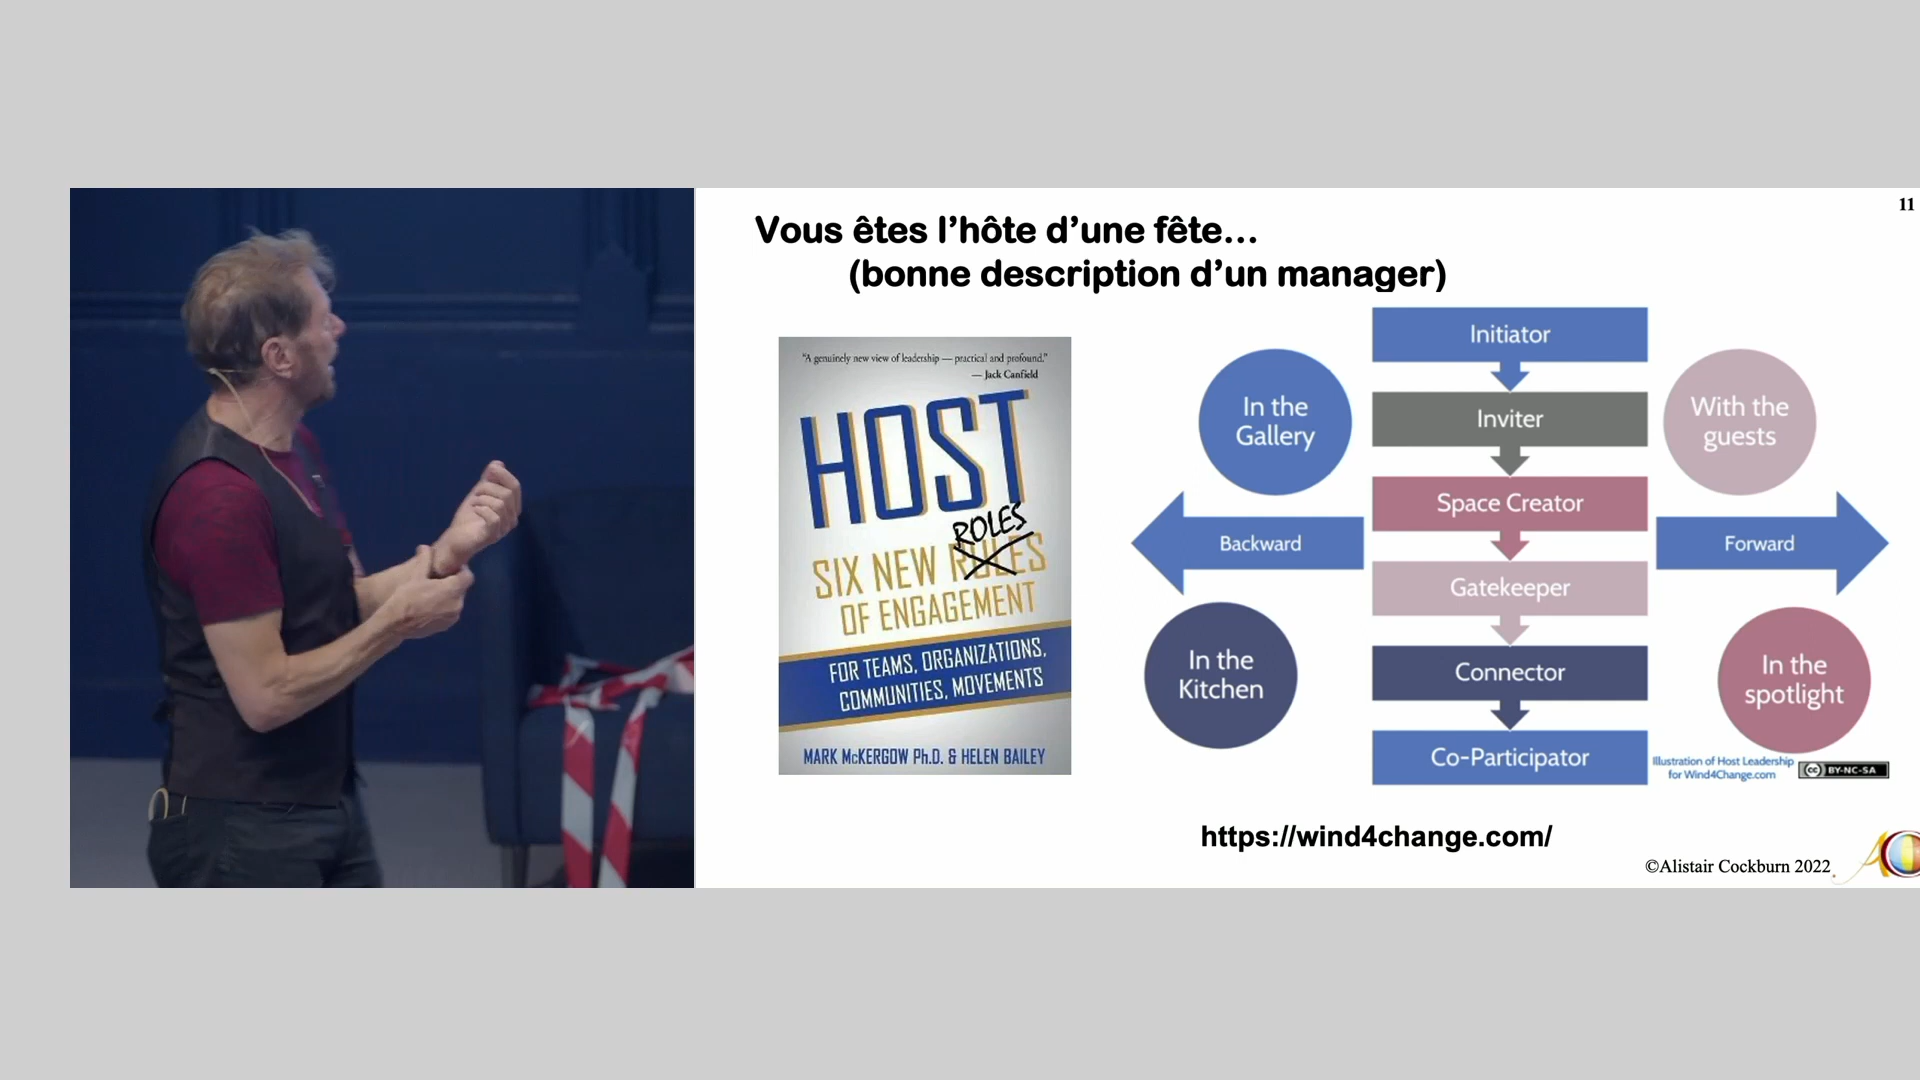 11
Vous êtes l’hôte d’une fête...
(bonne description d’un manager)
“A genuinely new view of leadership — practical and profound.”
— Jack Canfield
HOST
ROLES
SIX NEW RULES
OF ENGAGEMENT
FOR TEAMS, ORGANIZATIONS,
COMMUNITIES, MOVEMENTS
MARK McKERGOW Ph.D. & HELEN BAILEY
Initiator
Inviter
Space Creator
Gatekeeper
Connector
Co-Participator
In the
Gallery
With the
guests
Backward
Forward
In the
Kitchen
In the
spotlight
Illustration of Host Leadership
for Wind4Change.com
cc BY-NC-SA
https://wind4change.com/
©Alistair Cockburn 2022